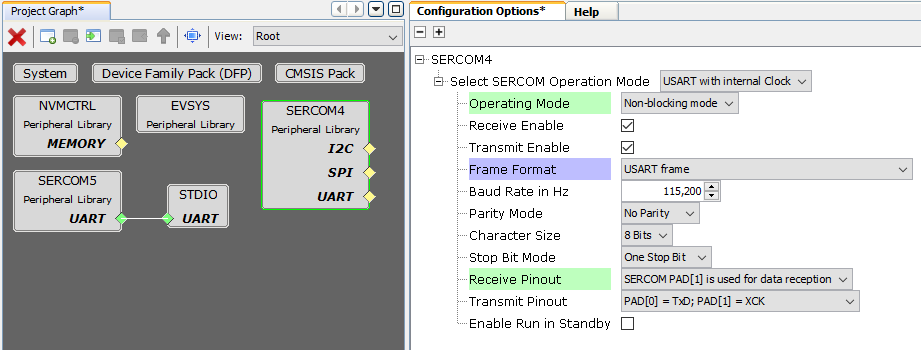 Project Graph*
View: Root
System
Device Family Pack (DFP)
CMSIS Pack
NVMCTRL
Peripheral Library
MEMORY
EVSYS
Peripheral Library
SERCOM4
Peripheral Library
I2C
SPI
UART
SERCOM5
Peripheral Library
UART
STDIO
UART
Configuration Options*
Help
SERCOM4
Select SERCOM Operation Mode USART with internal Clock
Operating Mode Non-blocking mode
Receive Enable
Transmit Enable
Frame Format USART frame
Baud Rate in Hz 115,200
Parity Mode No Parity
Character Size 8 Bits
Stop Bit Mode One Stop Bit
Receive Pinout SERCOM PAD[1] is used for data reception
Transmit Pinout PAD[0] = TxD; PAD[1] = XCK
Enable Run in Standby